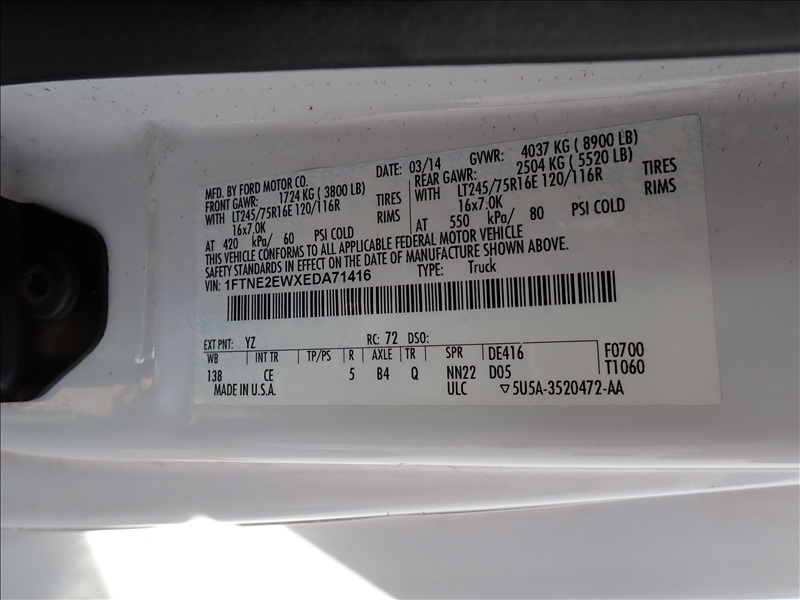 MFD. BY FORD MOTOR CO.
DATE: 03/14 GVWR: 4037 KG ( 8900 LB)
FRONT GAWR: 1724 KG ( 3800 LB) REAR GAWR: 2504 KG ( 5520 LB)
WITH LT245/75R16E 120/116R TIRES WITH LT245/75R16E 120/116R TIRES
16x7.0K RIMS 16x7.0K RIMS
AT 420 kPa/ 60 PSI COLD AT 550 kPa/ 80 PSI COLD
THIS VEHICLE CONFORMS TO ALL APPLICABLE FEDERAL MOTOR VEHICLE
SAFETY STANDARDS IN EFFECT ON THE DATE OF MANUFACTURE SHOWN ABOVE.
VIN: 1FTNE2EWXEDA71416 TYPE: Truck
EXT PNT: YZ RC: 72 DSO:
WB INT TR TP/PS R AXLE TR SPR DE416 F0700
138 CE 5 B4 Q NN22 D05 T1060
MADE IN U.S.A. ULC ▽5U5A-3520472-AA